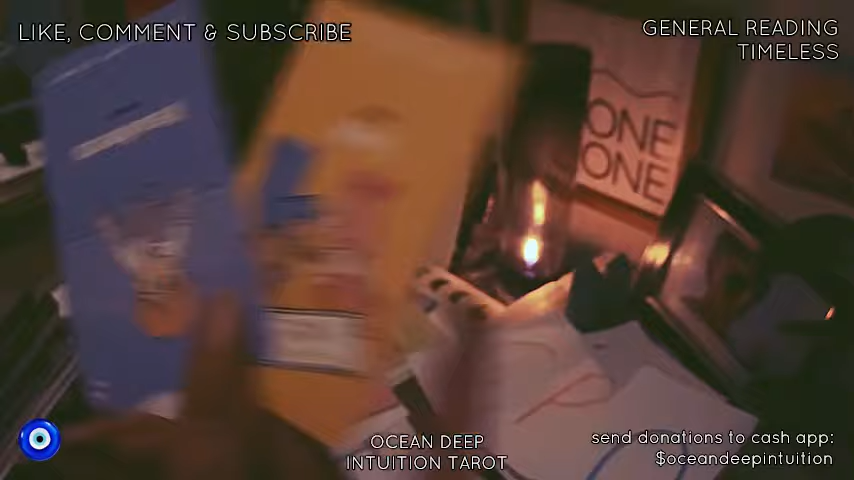 LIKE, COMMENT & SUBSCRIBE
GENERAL READING
TIMELESS
ONE
ONE
OCEAN DEEP
INTUITION TAROT
send donations to cash app:
$oceandeepintuition